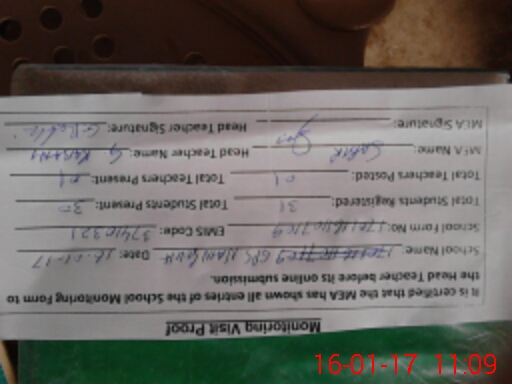 Monitoring Visit Proof
It is certified that the MEA has shown all entries of the School Monitoring Form to
the Head Teacher before its online submission.
School Name: GPS Date: 16-01-17
School Form No: EMIS Code: 37410321
Total Students Registered: 31 Total Students Present: 30
Total Teachers Posted: 01 Total Teachers Present: 01
MEA Name: SABIR Head Teacher Name: G
MEA Signature: Head Teacher Signature:
16-01-17 11:09